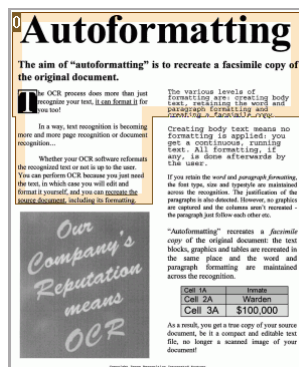 0
Autoformatting
The aim of “autoformatting” is to recreate a facsimile copy of
the original document.
The OCR process does more than just
recognize your text, it can format it for
you too!
In a way, text recognition is becoming
more and more page recognition or document
recognition...
Whether your OCR software reformats
the recognized text or not is up to the user.
You can perform OCR because you just need
the text, in which case you will edit and
format it yourself, and you can recreate the
source document, including its formatting.
Our
Company's
Reputation
means
OCR
The various levels of
formatting are: creating body
text, retaining the word and
paragraph formatting and
creating a facsimile copy.
Creating body text means no
formatting is applied: you
get a continuous, running
text. All formatting, if
any, is done afterwards by
the user.
If you retain the word and paragraph formatting,
the font type, size and typestyle are maintained
across the recognition. The justification of the
paragraphs is also detected. However, no graphics
are captured and the columns aren't recreated -
the paragraph just follow each other etc.
“Autoformatting” recreates a facsimile
copy of the original document: the text
blocks, graphics and tables are recreated in
the same place and the word and
paragraph formatting are maintained
across the recognition.
Cell 1A Inmate
Cell 2A Warden
Cell 3A $100,000
As a result, you get a true copy of your source
document, be it a compact and editable text
file, no longer a scanned image of your
document!